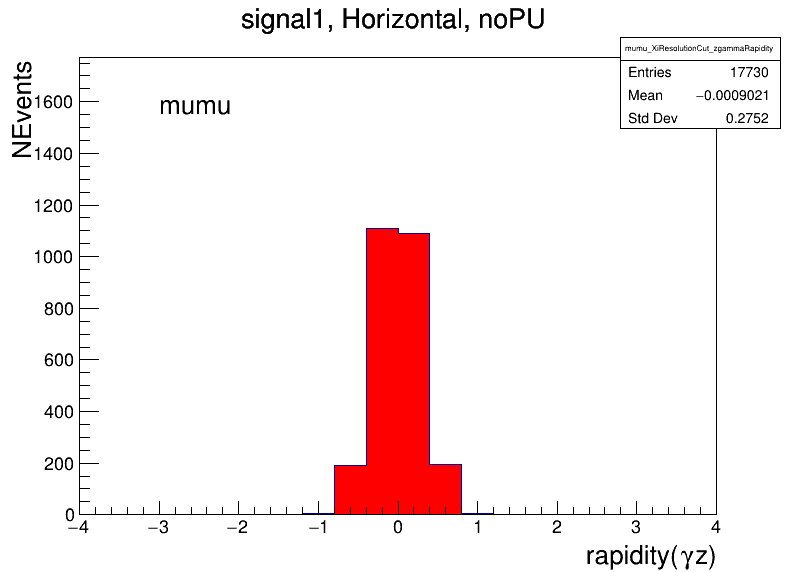 signal1, Horizontal, noPU
mumu_XiResolutionCut_zgammaRapidity
Entries 17730
Mean −0.0009021
Std Dev 0.2752
NEvents
mumu
1600
1400
1200
1000
800
600
400
200
0
−4 −3 −2 −1 0 1 2 3 4
rapidity(γz)